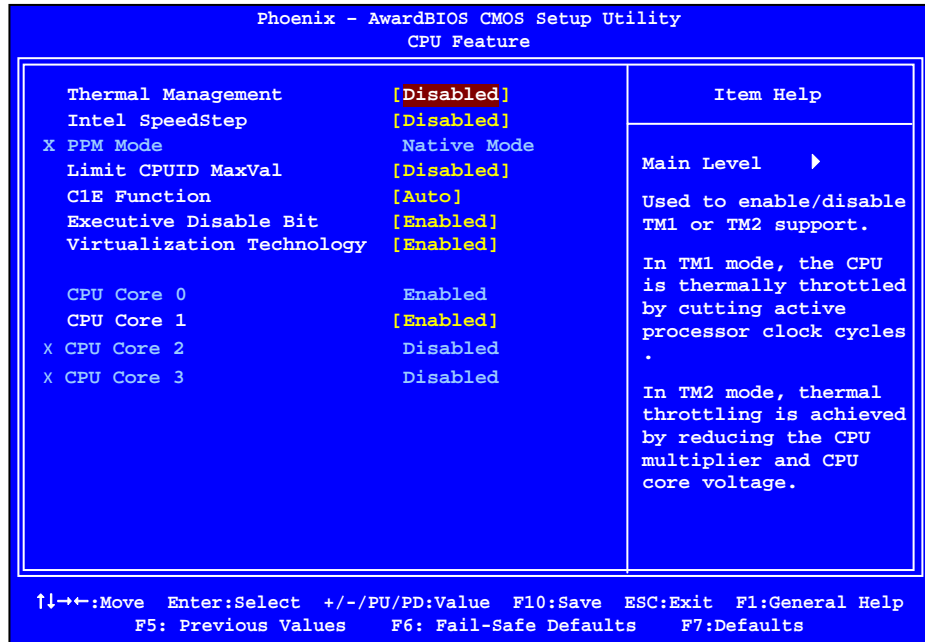 Phoenix – AwardBIOS CMOS Setup Utility
CPU Feature
Thermal Management [Disabled]
Intel SpeedStep [Disabled]
X PPM Mode Native Mode
Limit CPUID MaxVal [Disabled]
C1E Function [Auto]
Executive Disable Bit [Enabled]
Virtualization Technology [Enabled]
CPU Core 0 Enabled
CPU Core 1 [Enabled]
X CPU Core 2 Disabled
X CPU Core 3 Disabled
Item Help
Main Level
Used to enable/disable
TM1 or TM2 support.
In TM1 mode, the CPU
is thermally throttled
by cutting active
processor clock cycles
.
In TM2 mode, thermal
throttling is achieved
by reducing the CPU
multiplier and CPU
core voltage.
↑↓→←:Move Enter:Select +/-/PU/PD:Value F10:Save ESC:Exit F1:General Help
F5: Previous Values F6: Fail-Safe Defaults F7:Defaults